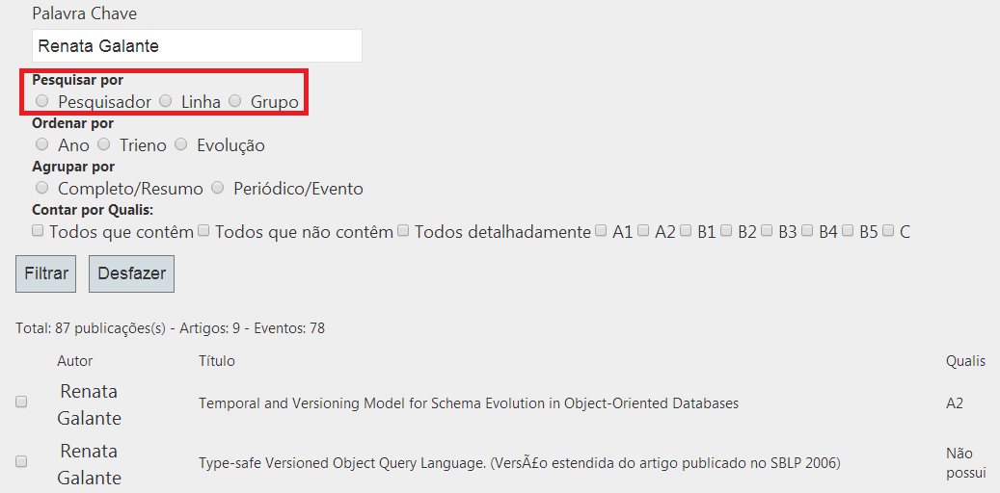 Palavra Chave
Renata Galante
Pesquisar por
Pesquisador Linha Grupo
Ordenar por
Ano Trieno Evolução
Agrupar por
Completo/Resumo Periódico/Evento
Contar por Qualis:
Todos que contêm Todos que não contêm Todos detalhadamente A1 A2 B1 B2 B3 B4 B5 C
Filtrar Desfazer
Total: 87 publicações(s) - Artigos: 9 - Eventos: 78
Autor Título Qualis
Renata Galante Temporal and Versioning Model for Schema Evolution in Object-Oriented Databases A2
Renata Galante Type-safe Versioned Object Query Language. (VersÃ£o estendida do artigo publicado no SBLP 2006) Não possui